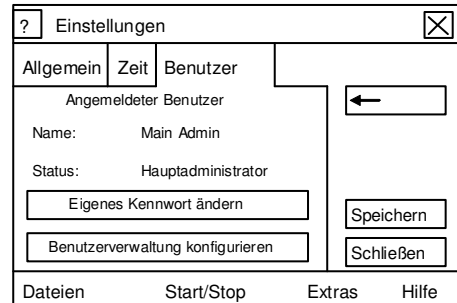 ? Einstellungen
Allgemein Zeit Benutzer
Angemeldeter Benutzer
Name: Main Admin
Status: Hauptadministrator
Eigenes Kennwort ändern
Benutzerverwaltung konfigurieren
Speichern
Schließen
Dateien Start/Stop Extras Hilfe